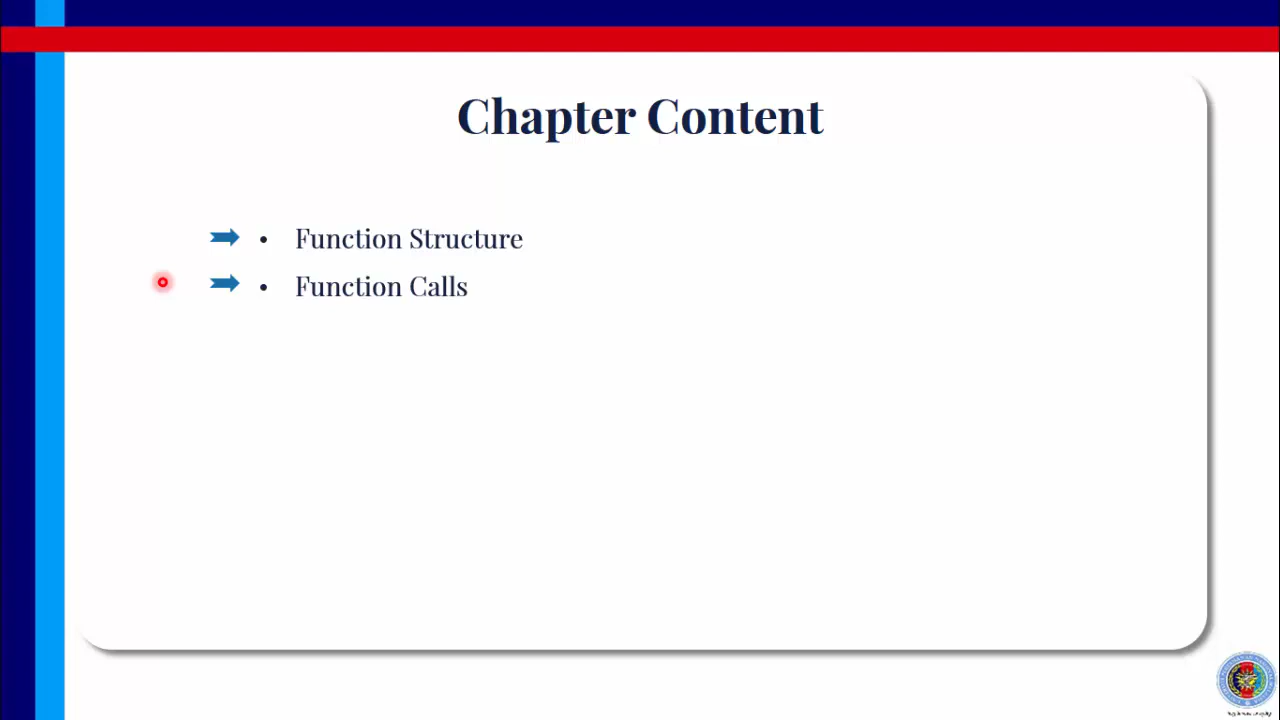 Chapter Content
• Function Structure
• Function Calls